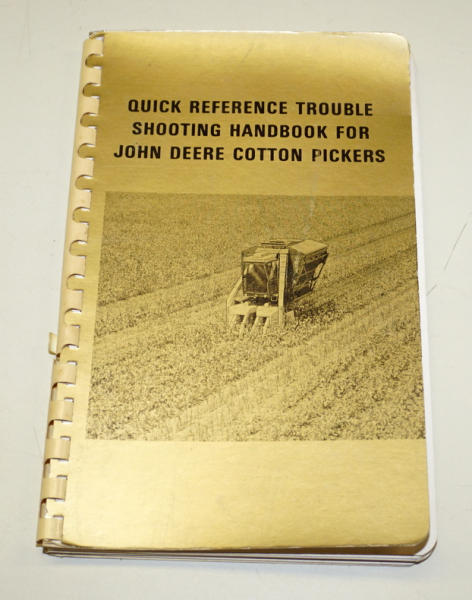 QUICK REFERENCE TROUBLE
SHOOTING HANDBOOK FOR
JOHN DEERE COTTON PICKERS